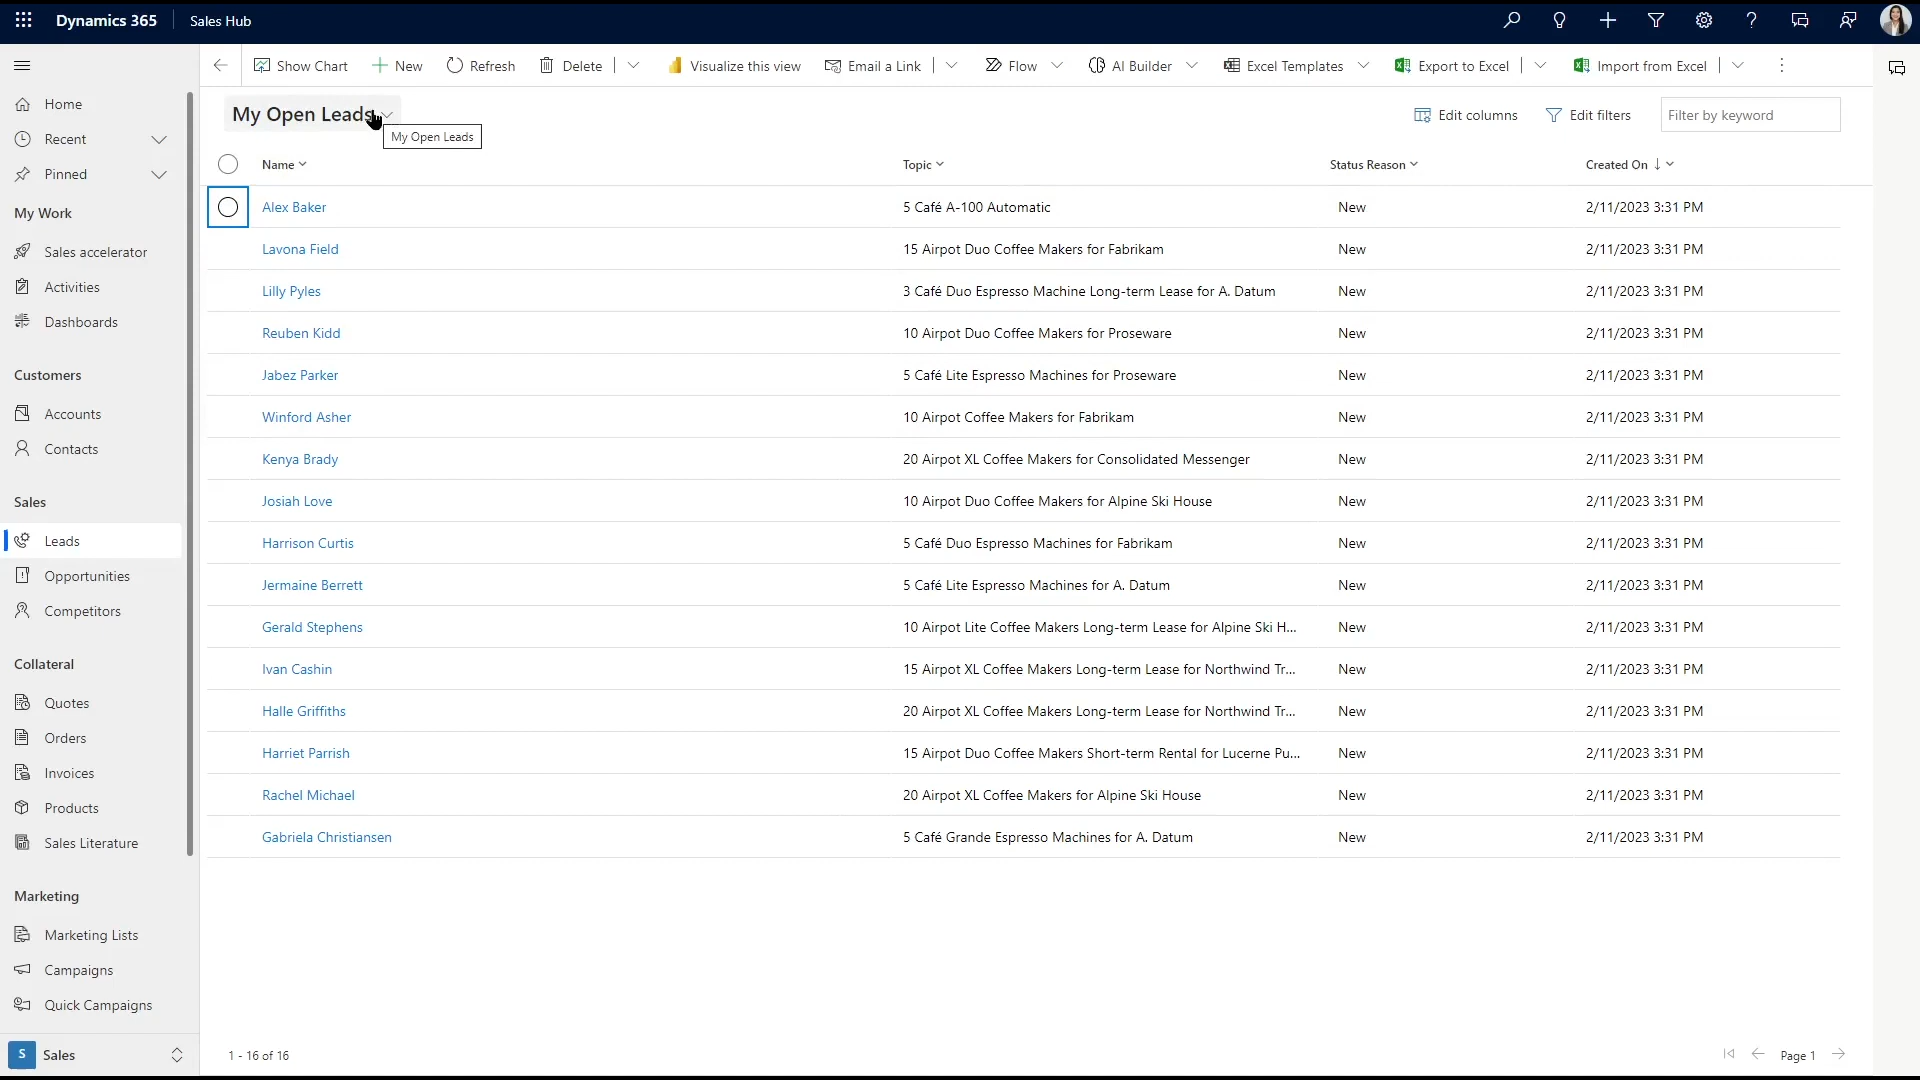 Dynamics 365
Sales Hub
Show Chart
New
Refresh
Delete
Visualize this view
Email a Link
Flow
AI Builder
Excel Templates
Export to Excel
Import from Excel
Home
Recent
Pinned
My Work
Sales accelerator
Activities
Dashboards
Customers
Accounts
Contacts
Sales
Leads
Opportunities
Competitors
Collateral
Quotes
Orders
Invoices
Products
Sales Literature
Marketing
Marketing Lists
Campaigns
Quick Campaigns
S Sales
My Open Leads
My Open Leads
Edit columns
Edit filters
Filter by keyword
Name Topic Status Reason Created On
Alex Baker 5 Café A-100 Automatic New 2/11/2023 3:31 PM
Lavona Field 15 Airpot Duo Coffee Makers for Fabrikam New 2/11/2023 3:31 PM
Lilly Pyles 3 Café Duo Espresso Machine Long-term Lease for A. Datum New 2/11/2023 3:31 PM
Reuben Kidd 10 Airpot Duo Coffee Makers for Proseware New 2/11/2023 3:31 PM
Jabez Parker 5 Café Lite Espresso Machines for Proseware New 2/11/2023 3:31 PM
Winford Asher 10 Airpot Coffee Makers for Fabrikam New 2/11/2023 3:31 PM
Kenya Brady 20 Airpot XL Coffee Makers for Consolidated Messenger New 2/11/2023 3:31 PM
Josiah Love 10 Airpot Duo Coffee Makers for Alpine Ski House New 2/11/2023 3:31 PM
Harrison Curtis 5 Café Duo Espresso Machines for Fabrikam New 2/11/2023 3:31 PM
Jermaine Berrett 5 Café Lite Espresso Machines for A. Datum New 2/11/2023 3:31 PM
Gerald Stephens 10 Airpot Lite Coffee Makers Long-term Lease for Alpine Ski H... New 2/11/2023 3:31 PM
Ivan Cashin 15 Airpot XL Coffee Makers Long-term Lease for Northwind Tr... New 2/11/2023 3:31 PM
Halle Griffiths 20 Airpot XL Coffee Makers Long-term Lease for Northwind Tr... New 2/11/2023 3:31 PM
Harriet Parrish 15 Airpot Duo Coffee Makers Short-term Rental for Lucerne Pu... New 2/11/2023 3:31 PM
Rachel Michael 20 Airpot XL Coffee Makers for Alpine Ski House New 2/11/2023 3:31 PM
Gabriela Christiansen 5 Café Grande Espresso Machines for A. Datum New 2/11/2023 3:31 PM
1 - 16 of 16
Page 1